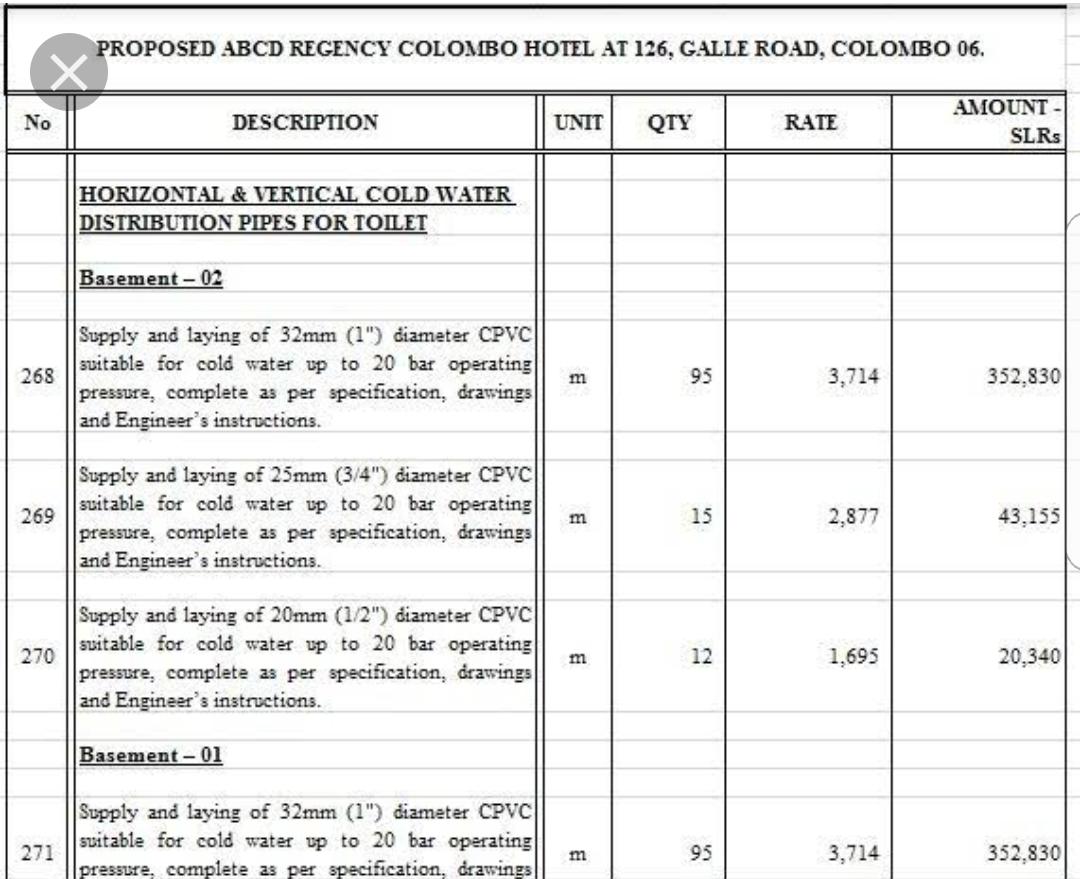 PROPOSED ABCD REGENCY COLOMBO HOTEL AT 126, GALLE ROAD, COLOMBO 06.
No DESCRIPTION UNIT QTY RATE AMOUNT -
SLRs
HORIZONTAL & VERTICAL COLD WATER
DISTRIBUTION PIPES FOR TOILET
Basement – 02
Supply and laying of 32mm (1") diameter CPVC
suitable for cold water up to 20 bar operating
pressure, complete as per specification, drawings
and Engineer's instructions.
268 m 95 3,714 352,830
Supply and laying of 25mm (3/4") diameter CPVC
suitable for cold water up to 20 bar operating
pressure, complete as per specification, drawings
and Engineer's instructions.
269 m 15 2,877 43,155
Supply and laying of 20mm (1/2") diameter CPVC
suitable for cold water up to 20 bar operating
pressure, complete as per specification, drawings
and Engineer's instructions.
270 m 12 1,695 20,340
Basement – 01
Supply and laying of 32mm (1") diameter CPVC
suitable for cold water up to 20 bar operating
pressure, complete as per specification, drawings
271 m 95 3,714 352,830